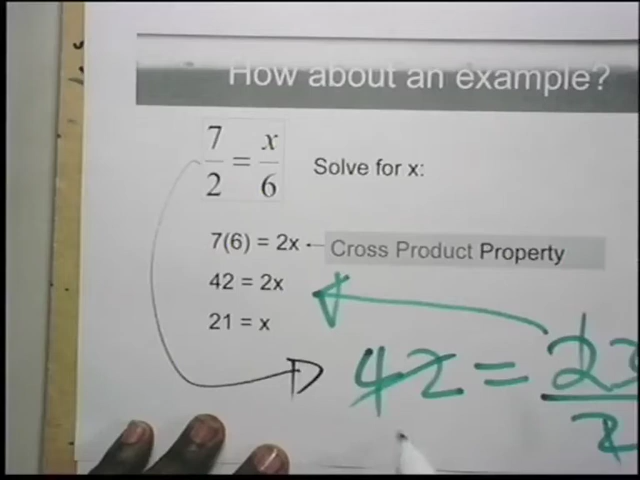 How about an example?
7/2 = x/6 Solve for x:
7(6) = 2x Cross Product Property
42 = 2x
21 = x
42 = 2x/2